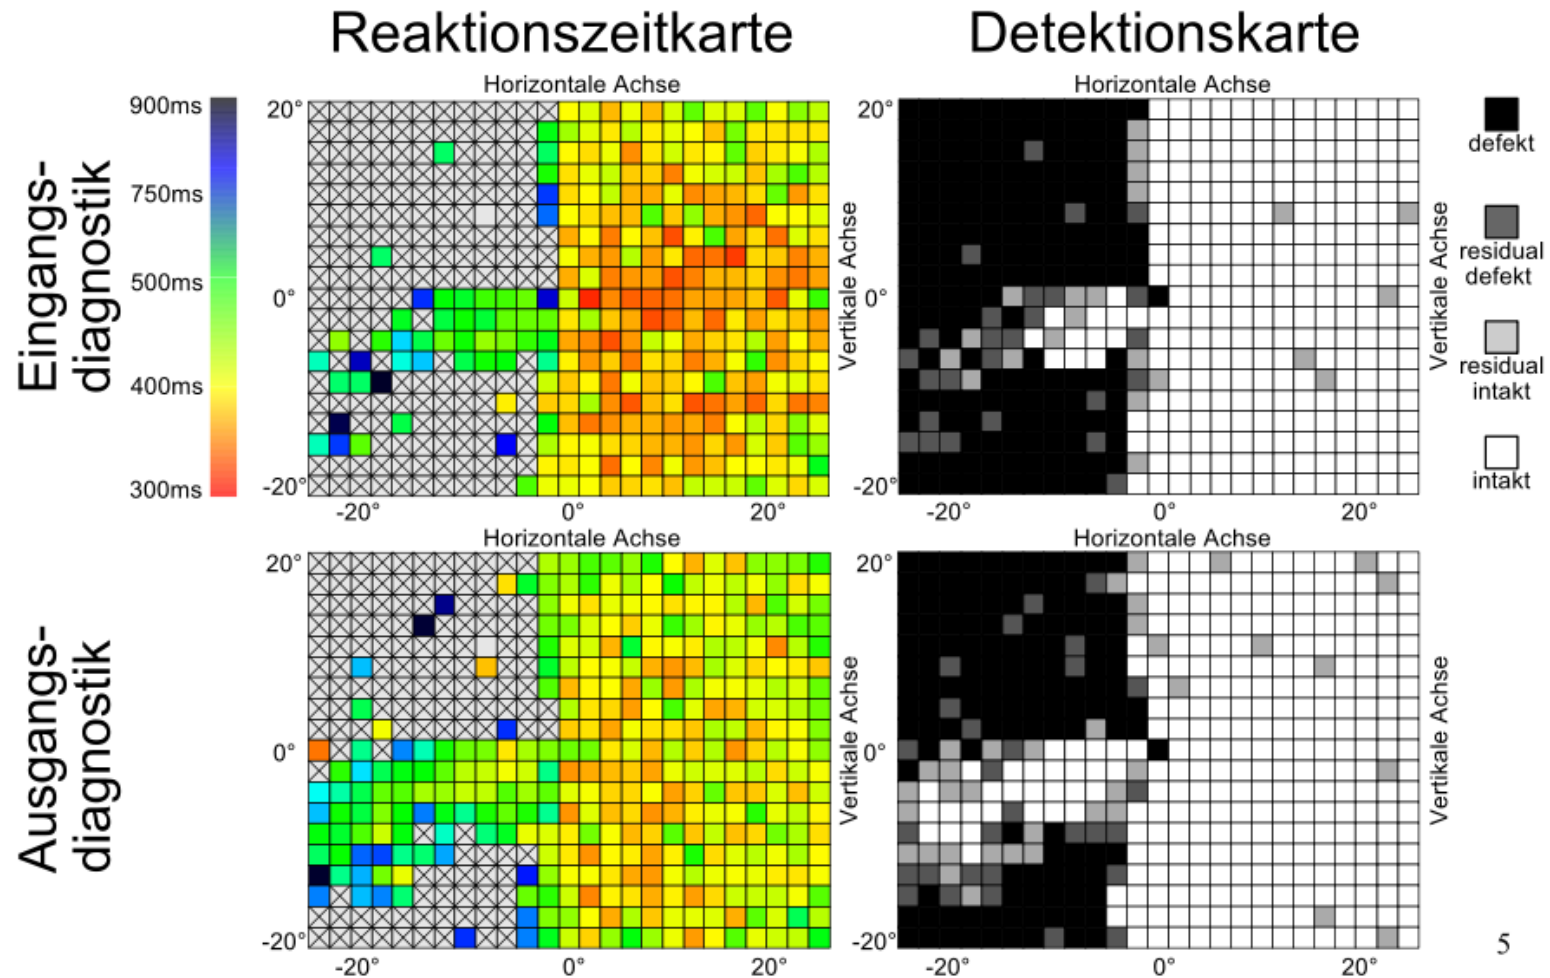 Reaktionszeitkarte
Detektionskarte
Eingangs-
diagnostik
900ms
750ms
500ms
400ms
300ms
Horizontale Achse
20°
0°
-20°
-20°
0°
20°
Vertikale Achse
Horizontale Achse
20°
0°
-20°
-20°
0°
20°
Vertikale Achse
defekt
residual
defekt
residual
intakt
intakt
Ausgangs-
diagnostik
Horizontale Achse
20°
0°
-20°
-20°
0°
20°
Vertikale Achse
Horizontale Achse
20°
0°
-20°
-20°
0°
20°
Vertikale Achse
5